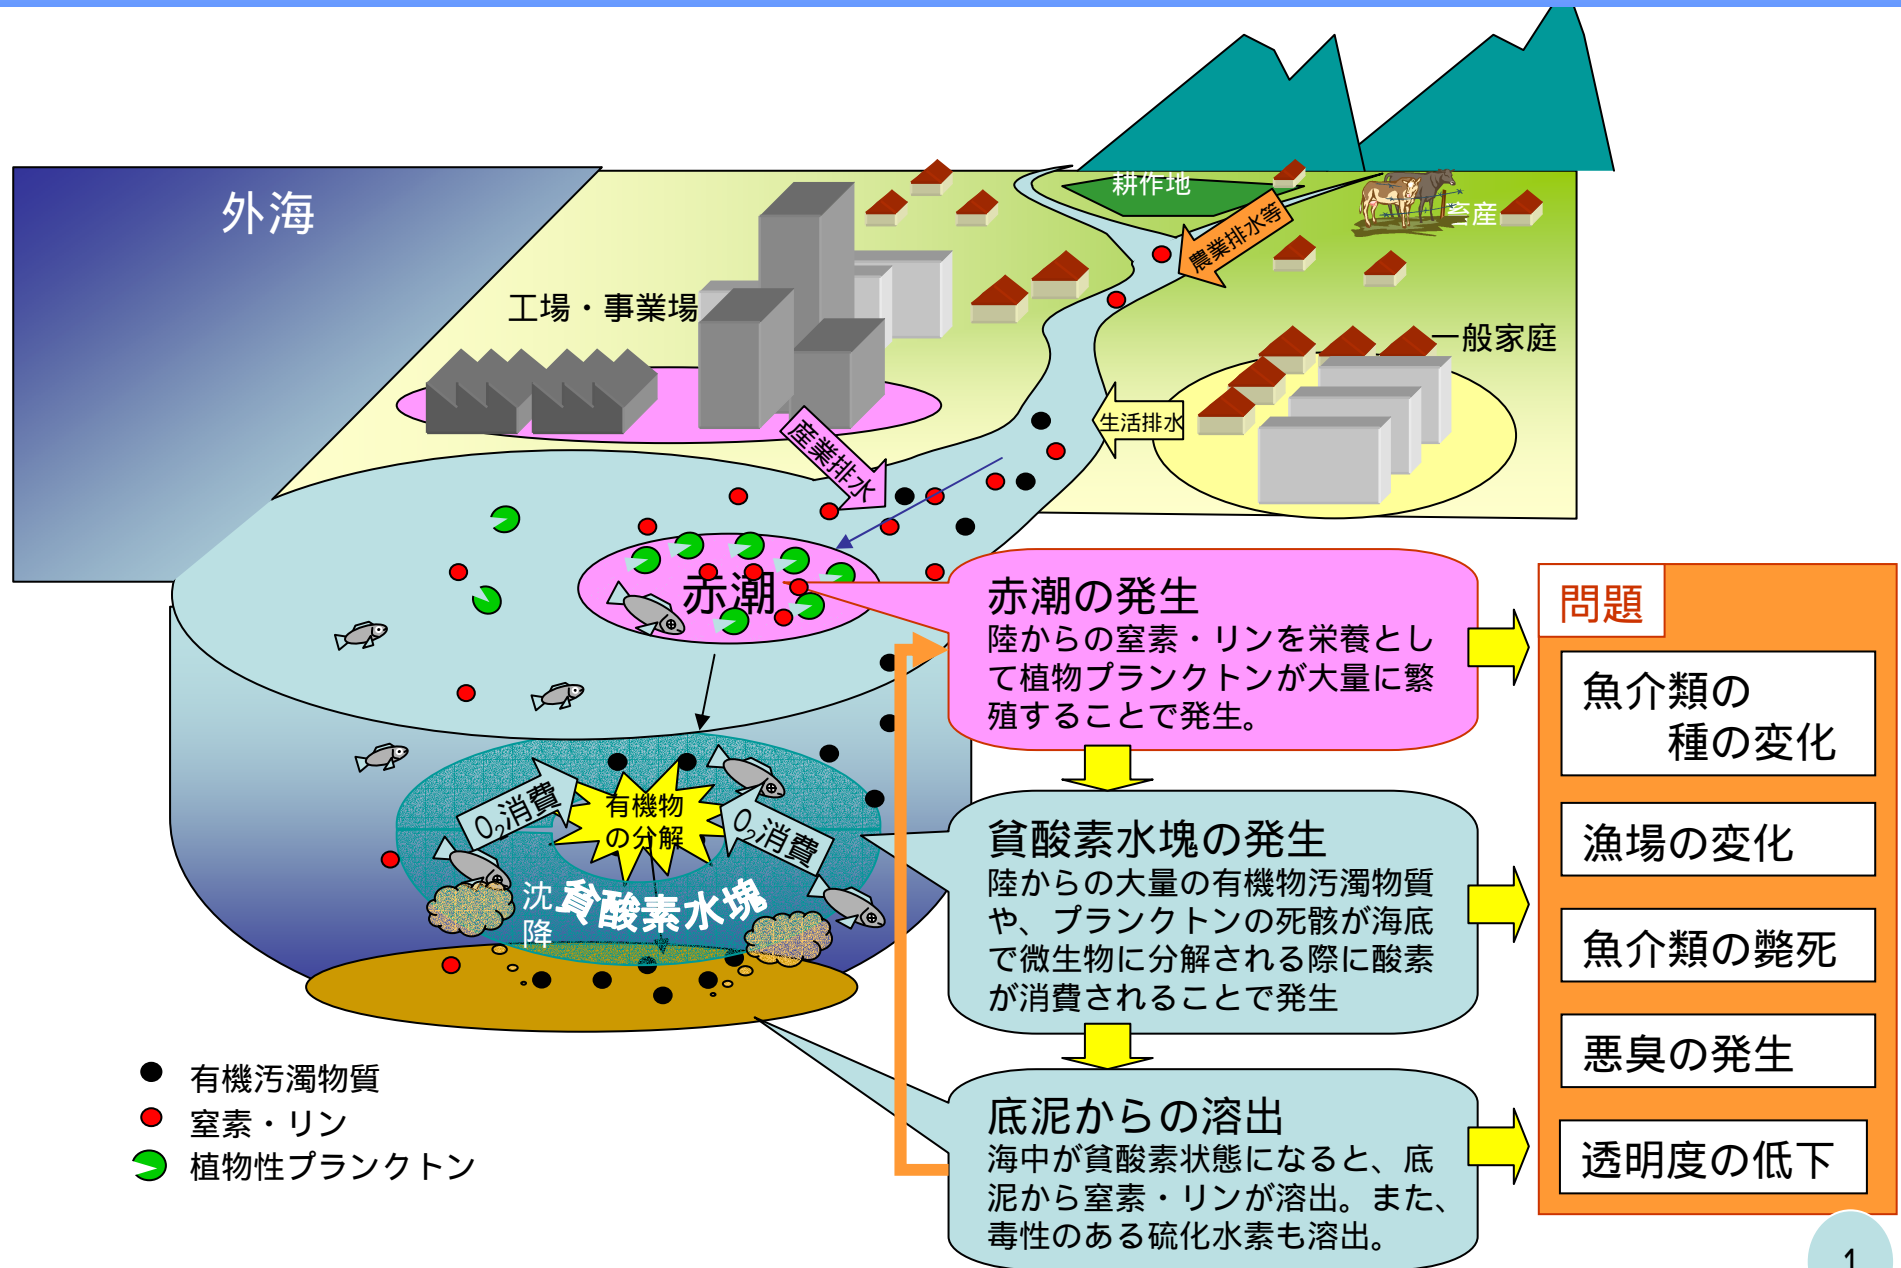 外海
耕作地
畜産
農業排水等
工場・事業場
一般家庭
生活排水
産業排水
赤潮
赤潮の発生
陸からの窒素・リンを栄養とし
て植物プランクトンが大量に繁
殖することで発生。
有機物
の分解
O₂消費
O₂消費
沈
降
貧酸素水塊
貧酸素水塊の発生
陸からの大量の有機物汚濁物質
や、プランクトンの死骸が海底
で微生物に分解される際に酸素
が消費されることで発生
底泥からの溶出
海中が貧酸素状態になると、底
泥から窒素・リンが溶出。また、
毒性のある硫化水素も溶出。
問題
魚介類の
種の変化
漁場の変化
魚介類の斃死
悪臭の発生
透明度の低下
有機汚濁物質
窒素・リン
植物性プランクトン
1